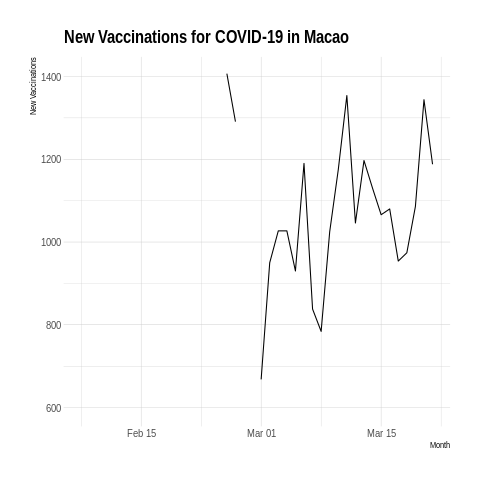 New Vaccinations for COVID-19 in Macao
New Vaccinations
1400
1200
1000
800
600
Feb 15
Mar 01
Mar 15
Month